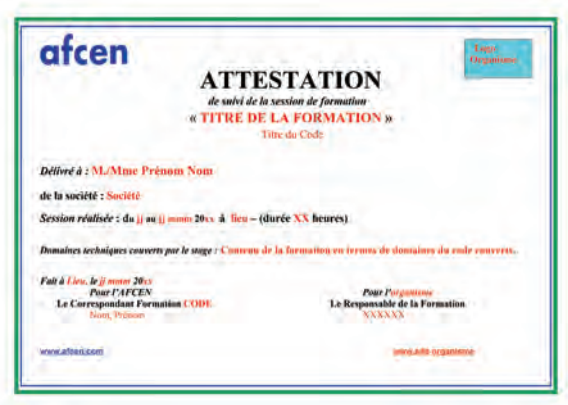 afcen
Logo
Organisme
ATTESTATION
de suivi de la session de formation
« TITRE DE LA FORMATION »
Titre du Code
Délivré à : M./Mme Prénom Nom
de la société : Société
Session réalisée : du jj au jj mmm 20xx à lieu – (durée XX heures)
Domaines techniques couverts par le stage : Contenu de la formation en termes de domaines du code couverts.
Fait à Lieu, le jj mmm 20xx
Pour l'AFCEN Pour l'organisme
Le Correspondant Formation CODE Le Responsable de la Formation
Nom, Prénom XXXXXX
www.afcen.com organisme